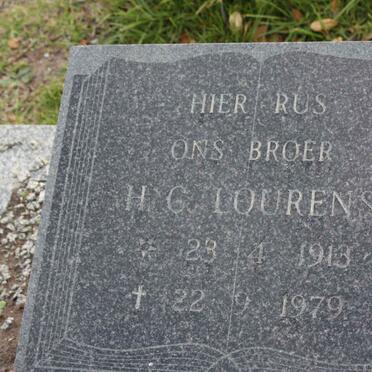 HIER RUS
ONS BROER
H. G. LOURENS
* 23 4 1913
† 22 9 1979